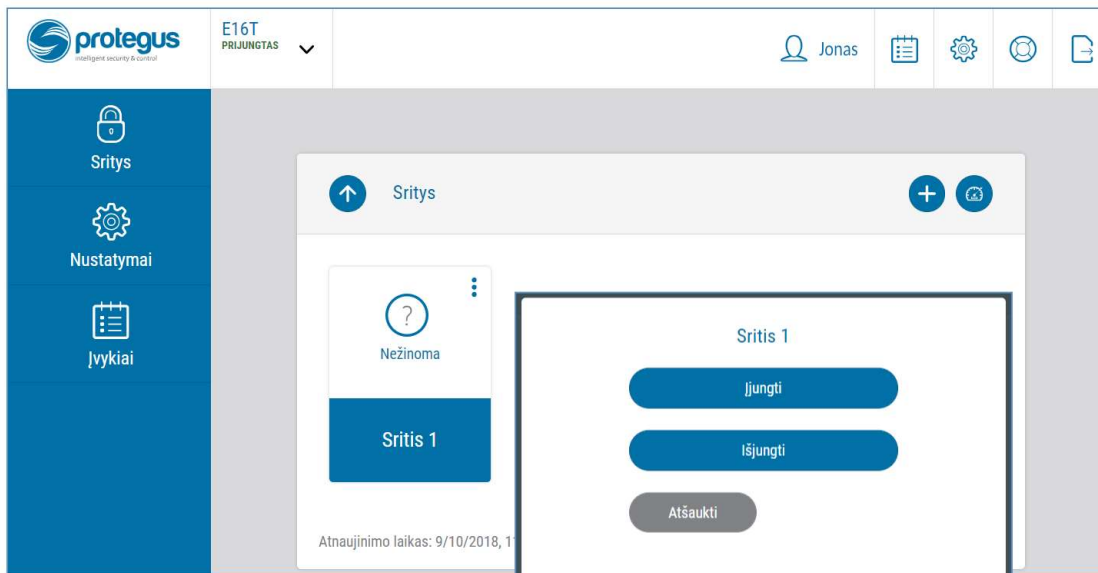 protegus
intelligent security & control
E16T
PRIJUNGTAS
Jonas
Sritys
Nustatymai
Įvykiai
Sritys
?
Nežinoma
Sritis 1
Atnaujinimo laikas: 9/10/2018, 1
Sritis 1
Įjungti
Išjungti
Atšaukti